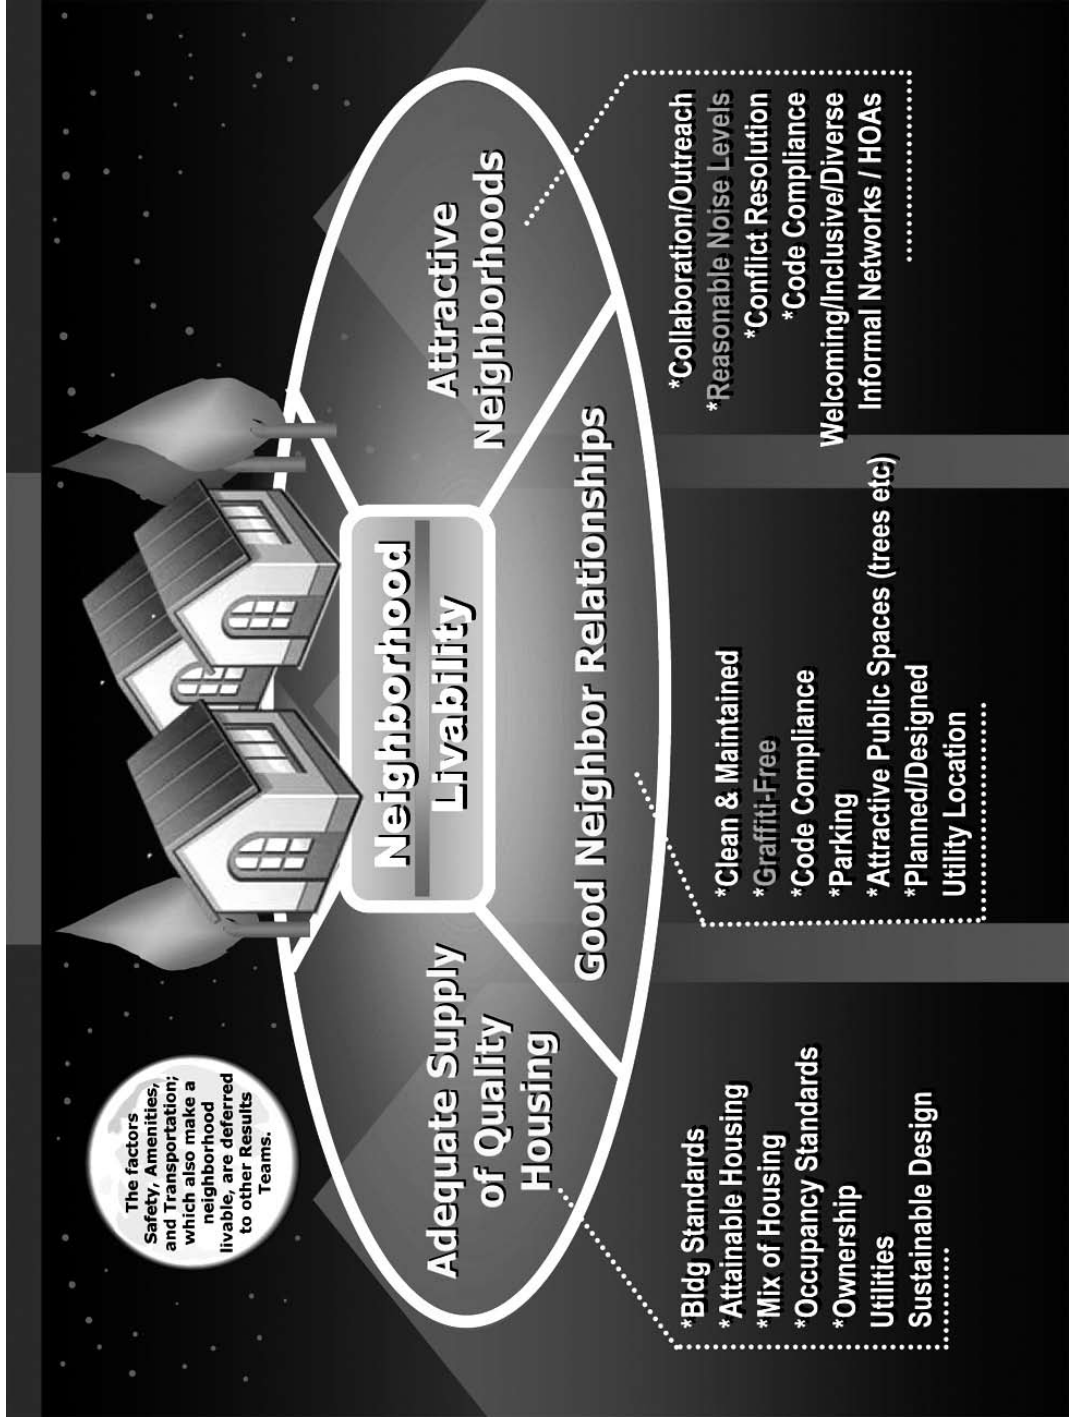 The factors
Safety, Amenities,
and Transportation;
which also make a
neighborhood
livable, are deferred
to other Results
Teams.
Neighborhood
Livability
Adequate Supply
of Quality
Housing
Good Neighbor Relationships
Attractive
Neighborhoods
*Bldg Standards
*Attainable Housing
*Mix of Housing
*Occupancy Standards
*Ownership
Utilities
Sustainable Design
*Clean & Maintained
*Graffiti-Free
*Code Compliance
*Parking
*Attractive Public Spaces (trees etc)
*Planned/Designed
Utility Location
*Collaboration/Outreach
*Reasonable Noise Levels
*Conflict Resolution
*Code Compliance
Welcoming/Inclusive/Diverse
Informal Networks / HOAs